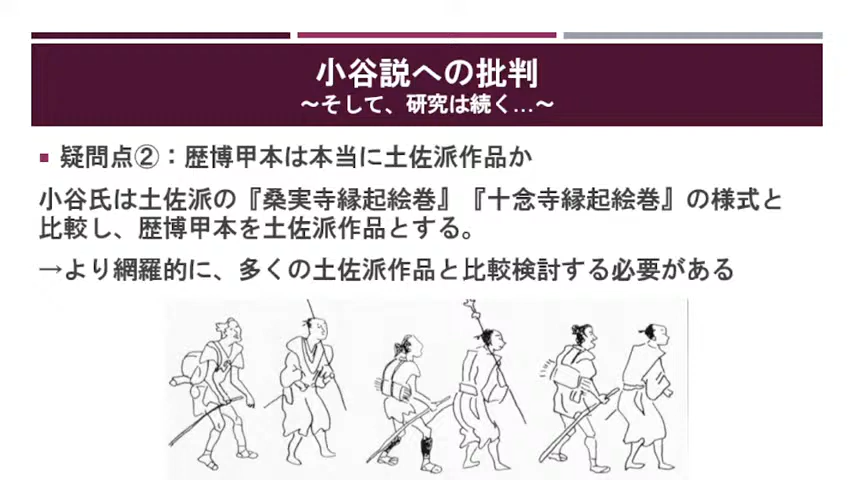 小谷説への批判
～そして、研究は続く…～
▪ 疑問点②：歴博甲本は本当に土佐派作品か
小谷氏は土佐派の『桑実寺縁起絵巻』『十念寺縁起絵巻』の様式と
比較し、歴博甲本を土佐派作品とする。
→より網羅的に、多くの土佐派作品と比較検討する必要がある